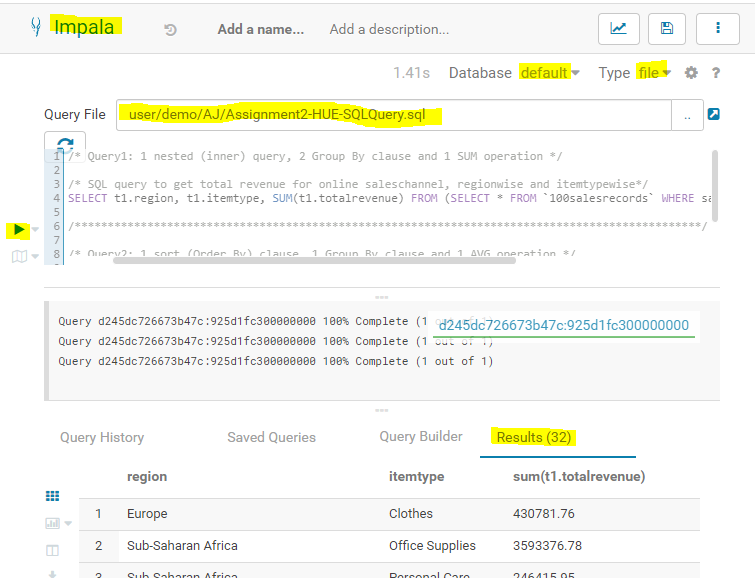 Impala Add a name... Add a description...
1.41s Database default Type file ?
Query File user/demo/AJ/Assignment2-HUE-SQLQuery.sql ..
1 /* Query1: 1 nested (inner) query, 2 Group By clause and 1 SUM operation */
2
3 /* SQL query to get total revenue for online saleschannel, regionwise and itemtypewise*/
4 SELECT t1.region, t1.itemtype, SUM(t1.totalrevenue) FROM (SELECT * FROM `100salesrecords` WHERE sa
5
6 /***********************************************************************************************/
7
8 /* Query2: 1 sort (Order By) clause, 1 Group By clause and 1 AVG operation */
Query d245dc726673b47c:925d1fc300000000 100% Complete (1 out of 1)
d245dc726673b47c:925d1fc300000000
Query d245dc726673b47c:925d1fc300000000 100% Complete (1 out of 1)
Query d245dc726673b47c:925d1fc300000000 100% Complete (1 out of 1)
Query History Saved Queries Query Builder Results (32)
region itemtype sum(t1.totalrevenue)
1 Europe Clothes 430781.76
2 Sub-Saharan Africa Office Supplies 3593376.78
3 Sub-Saharan Africa Personal Care 246415.95